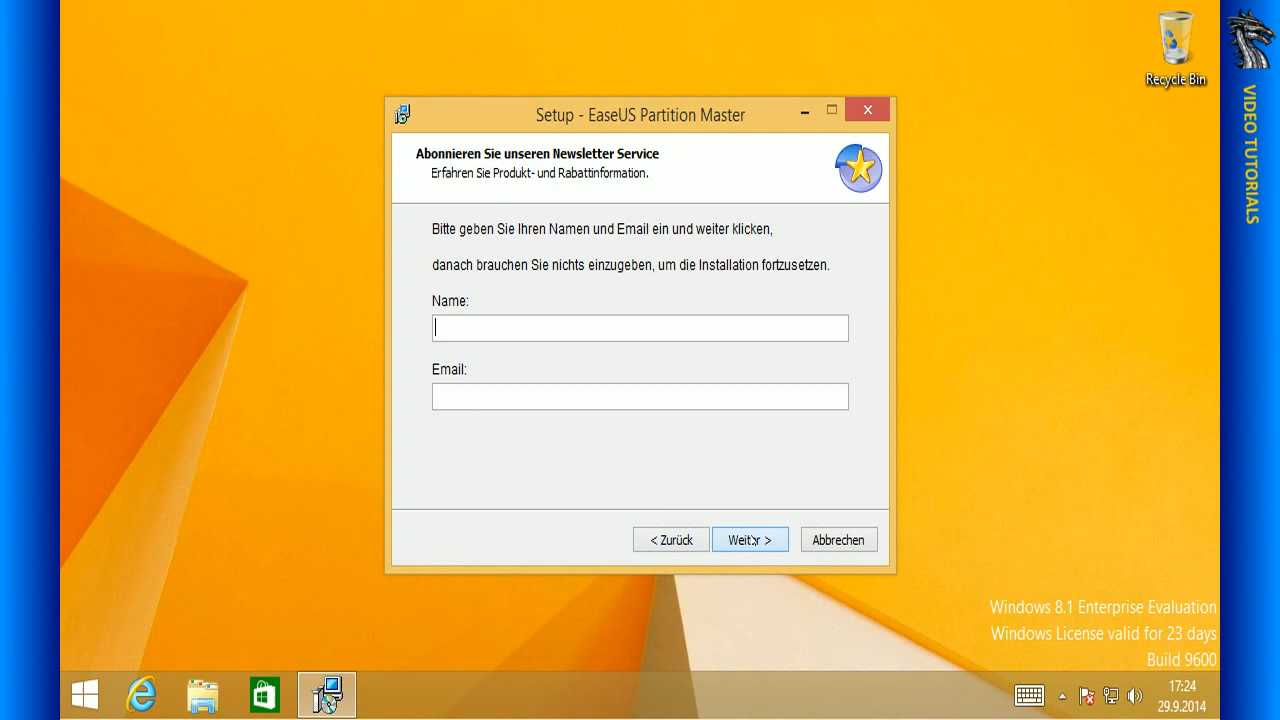 Recycle Bin
VIDEO TUTORIALS
Setup - EaseUS Partition Master
Abonnieren Sie unseren Newsletter Service
Erfahren Sie Produkt- und Rabattinformation.
Bitte geben Sie Ihren Namen und Email ein und weiter klicken,
danach brauchen Sie nichts einzugeben, um die Installation fortzusetzen.
Name:
Email:
< Zurück
Weiter >
Abbrechen
Windows 8.1 Enterprise Evaluation
Windows License valid for 23 days
Build 9600
17:24
29.9.2014